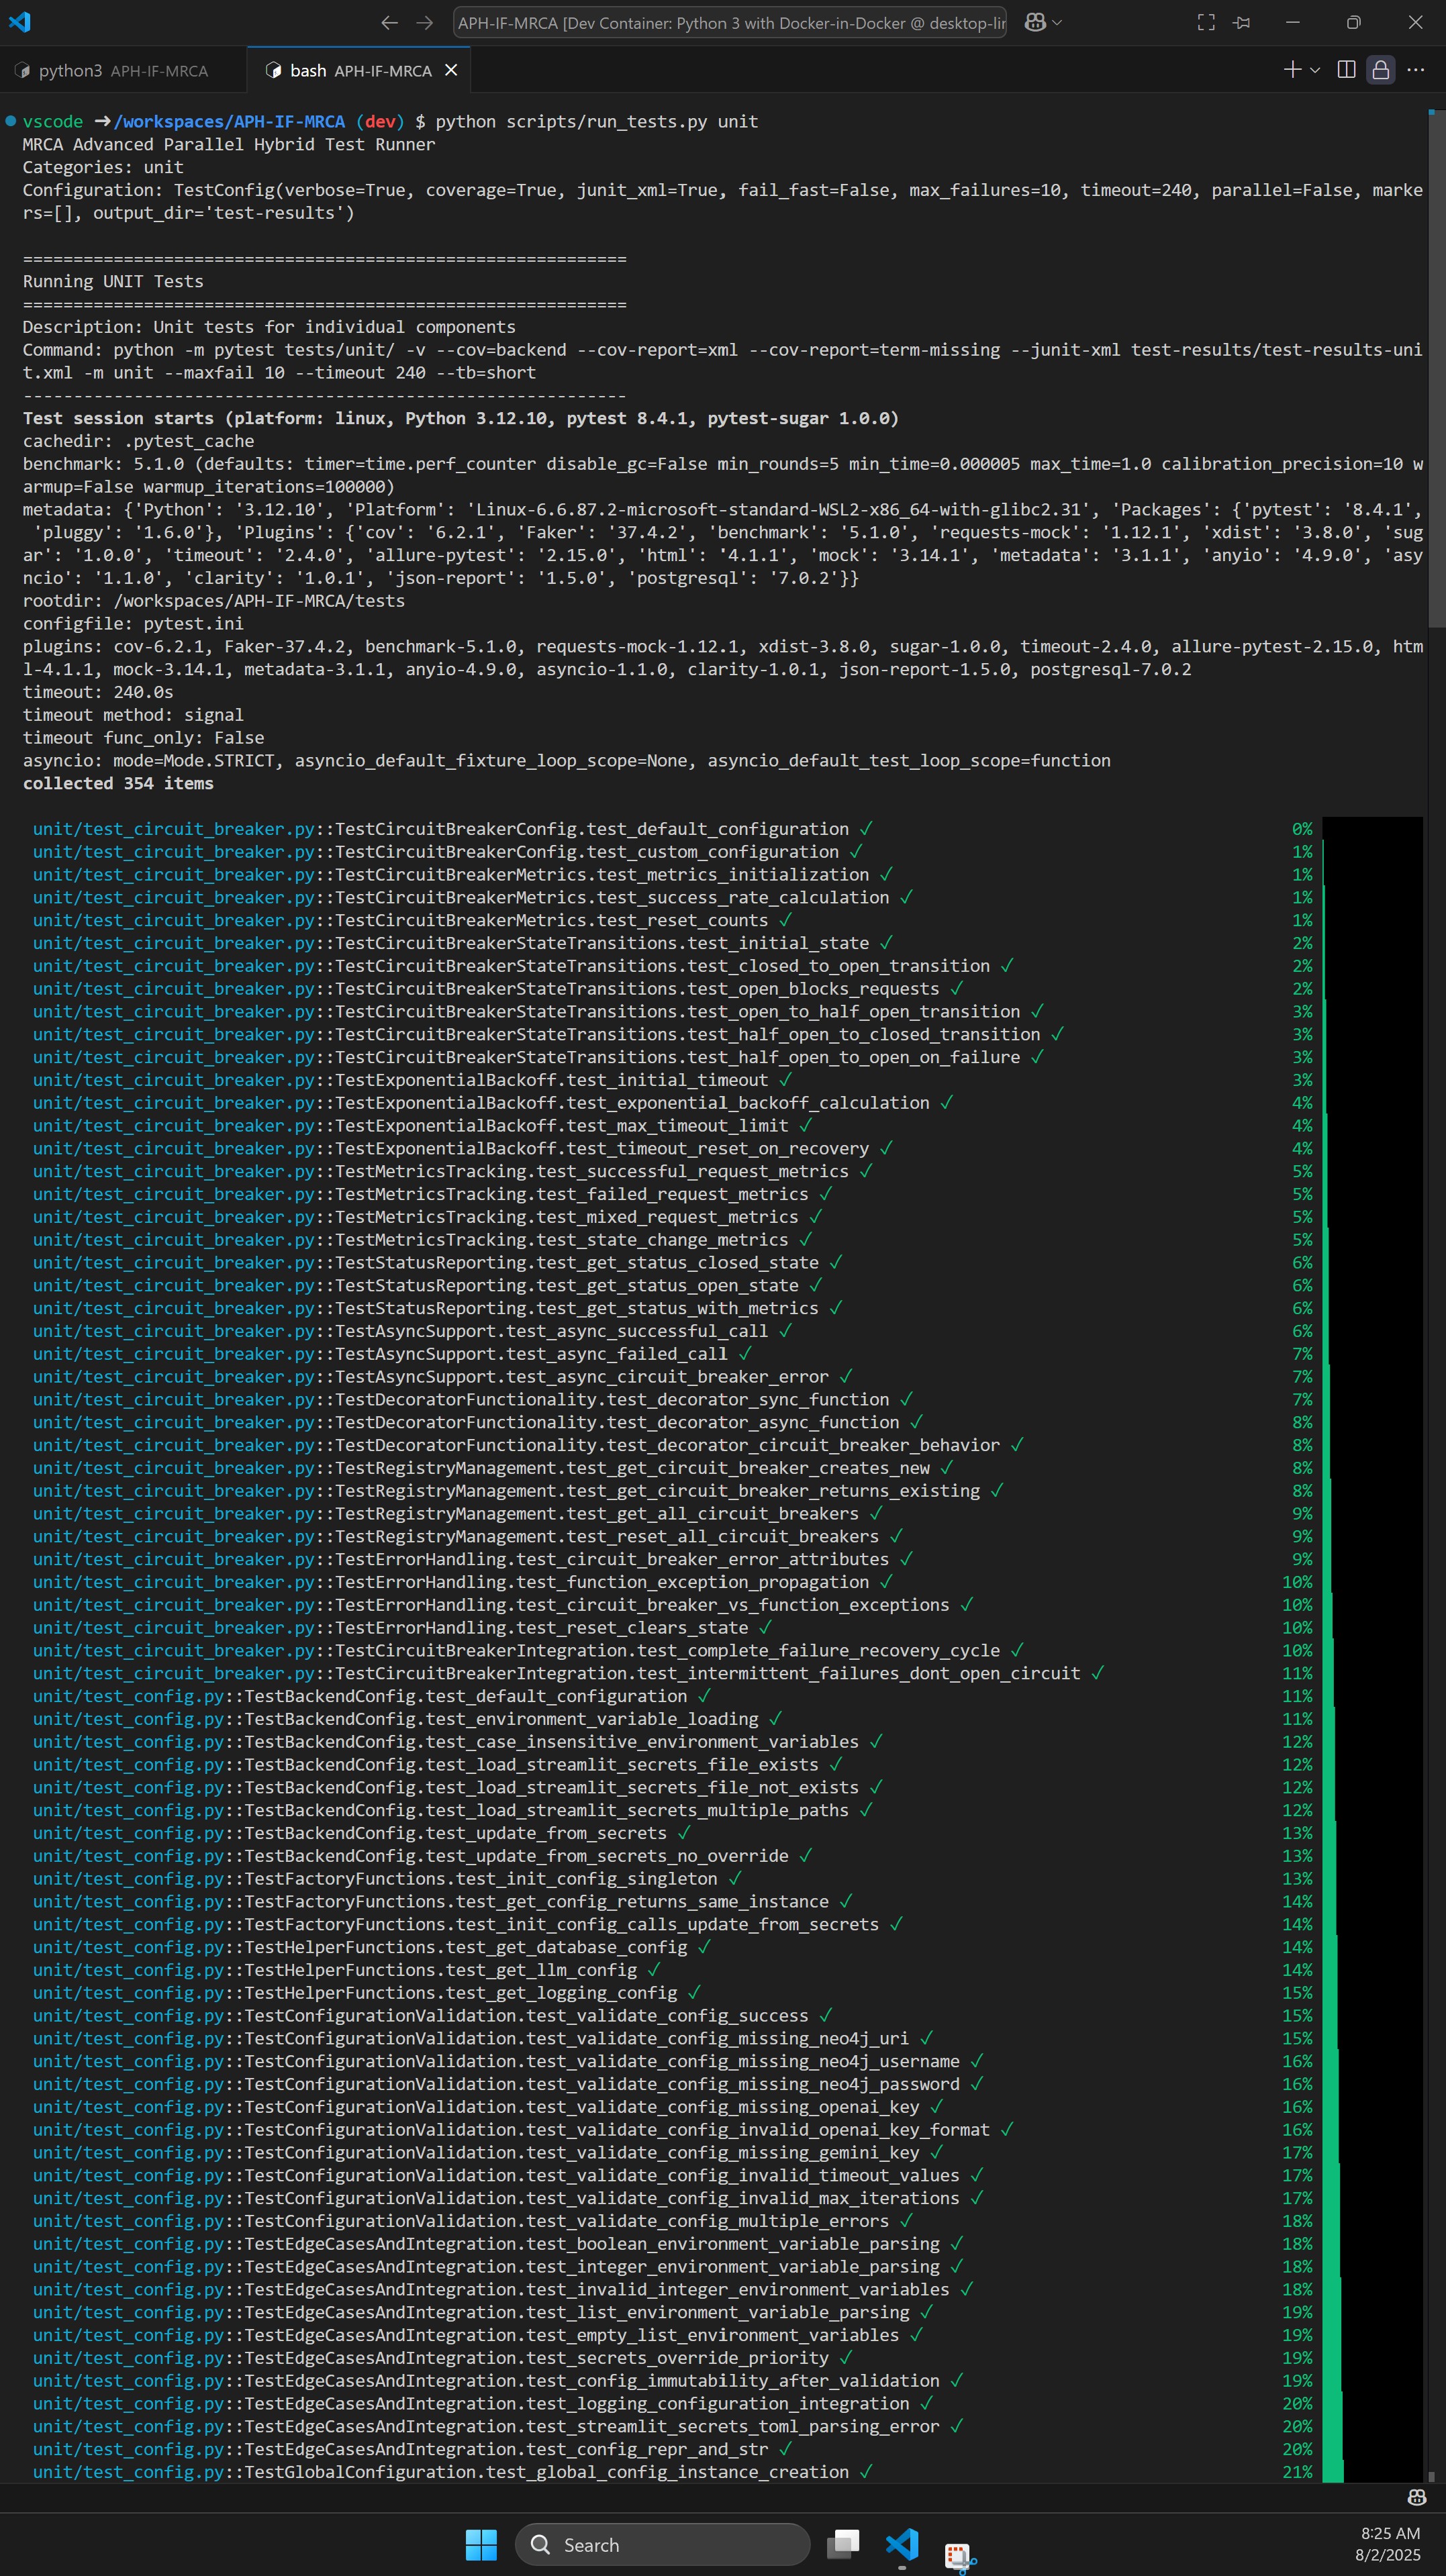 APH-IF-MRCA [Dev Container: Python 3 with Docker-in-Docker @ desktop-lin
python3 APH-IF-MRCA
bash APH-IF-MRCA
vscode ➜/workspaces/APH-IF-MRCA (dev) $ python scripts/run_tests.py unit
MRCA Advanced Parallel Hybrid Test Runner
Categories: unit
Configuration: TestConfig(verbose=True, coverage=True, junit_xml=True, fail_fast=False, max_failures=10, timeout=240, parallel=False, marke
rs=[], output_dir='test-results')
============================================================
Running UNIT Tests
============================================================
Description: Unit tests for individual components
Command: python -m pytest tests/unit/ -v --cov=backend --cov-report=xml --cov-report=term-missing --junit-xml test-results/test-results-uni
t.xml -m unit --maxfail 10 --timeout 240 --tb=short
------------------------------------------------------------
Test session starts (platform: linux, Python 3.12.10, pytest 8.4.1, pytest-sugar 1.0.0)
cachedir: .pytest_cache
benchmark: 5.1.0 (defaults: timer=time.perf_counter disable_gc=False min_rounds=5 min_time=0.000005 max_time=1.0 calibration_precision=10 w
armup=False warmup_iterations=100000)
metadata: {'Python': '3.12.10', 'Platform': 'Linux-6.6.87.2-microsoft-standard-WSL2-x86_64-with-glibc2.31', 'Packages': {'pytest': '8.4.1',
 'pluggy': '1.6.0'}, 'Plugins': {'cov': '6.2.1', 'Faker': '37.4.2', 'benchmark': '5.1.0', 'requests-mock': '1.12.1', 'xdist': '3.8.0', 'sug
ar': '1.0.0', 'timeout': '2.4.0', 'allure-pytest': '2.15.0', 'html': '4.1.1', 'mock': '3.14.1', 'metadata': '3.1.1', 'anyio': '4.9.0', 'asy
ncio': '1.1.0', 'clarity': '1.0.1', 'json-report': '1.5.0', 'postgresql': '7.0.2'}}
rootdir: /workspaces/APH-IF-MRCA/tests
configfile: pytest.ini
plugins: cov-6.2.1, Faker-37.4.2, benchmark-5.1.0, requests-mock-1.12.1, xdist-3.8.0, sugar-1.0.0, timeout-2.4.0, allure-pytest-2.15.0, htm
l-4.1.1, mock-3.14.1, metadata-3.1.1, anyio-4.9.0, asyncio-1.1.0, clarity-1.0.1, json-report-1.5.0, postgresql-7.0.2
timeout: 240.0s
timeout method: signal
timeout func_only: False
asyncio: mode=Mode.STRICT, asyncio_default_fixture_loop_scope=None, asyncio_default_test_loop_scope=function
collected 354 items
unit/test_circuit_breaker.py::TestCircuitBreakerConfig.test_default_configuration ✓ 0%
unit/test_circuit_breaker.py::TestCircuitBreakerConfig.test_custom_configuration ✓ 1%
unit/test_circuit_breaker.py::TestCircuitBreakerMetrics.test_metrics_initialization ✓ 1%
unit/test_circuit_breaker.py::TestCircuitBreakerMetrics.test_success_rate_calculation ✓ 1%
unit/test_circuit_breaker.py::TestCircuitBreakerMetrics.test_reset_counts ✓ 1%
unit/test_circuit_breaker.py::TestCircuitBreakerStateTransitions.test_initial_state ✓ 2%
unit/test_circuit_breaker.py::TestCircuitBreakerStateTransitions.test_closed_to_open_transition ✓ 2%
unit/test_circuit_breaker.py::TestCircuitBreakerStateTransitions.test_open_blocks_requests ✓ 2%
unit/test_circuit_breaker.py::TestCircuitBreakerStateTransitions.test_open_to_half_open_transition ✓ 3%
unit/test_circuit_breaker.py::TestCircuitBreakerStateTransitions.test_half_open_to_closed_transition ✓ 3%
unit/test_circuit_breaker.py::TestCircuitBreakerStateTransitions.test_half_open_to_open_on_failure ✓ 3%
unit/test_circuit_breaker.py::TestExponentialBackoff.test_initial_timeout ✓ 3%
unit/test_circuit_breaker.py::TestExponentialBackoff.test_exponential_backoff_calculation ✓ 4%
unit/test_circuit_breaker.py::TestExponentialBackoff.test_max_timeout_limit ✓ 4%
unit/test_circuit_breaker.py::TestExponentialBackoff.test_timeout_reset_on_recovery ✓ 4%
unit/test_circuit_breaker.py::TestMetricsTracking.test_successful_request_metrics ✓ 5%
unit/test_circuit_breaker.py::TestMetricsTracking.test_failed_request_metrics ✓ 5%
unit/test_circuit_breaker.py::TestMetricsTracking.test_mixed_request_metrics ✓ 5%
unit/test_circuit_breaker.py::TestMetricsTracking.test_state_change_metrics ✓ 5%
unit/test_circuit_breaker.py::TestStatusReporting.test_get_status_closed_state ✓ 6%
unit/test_circuit_breaker.py::TestStatusReporting.test_get_status_open_state ✓ 6%
unit/test_circuit_breaker.py::TestStatusReporting.test_get_status_with_metrics ✓ 6%
unit/test_circuit_breaker.py::TestAsyncSupport.test_async_successful_call ✓ 6%
unit/test_circuit_breaker.py::TestAsyncSupport.test_async_failed_call ✓ 7%
unit/test_circuit_breaker.py::TestAsyncSupport.test_async_circuit_breaker_error ✓ 7%
unit/test_circuit_breaker.py::TestDecoratorFunctionality.test_decorator_sync_function ✓ 7%
unit/test_circuit_breaker.py::TestDecoratorFunctionality.test_decorator_async_function ✓ 8%
unit/test_circuit_breaker.py::TestDecoratorFunctionality.test_decorator_circuit_breaker_behavior ✓ 8%
unit/test_circuit_breaker.py::TestRegistryManagement.test_get_circuit_breaker_creates_new ✓ 8%
unit/test_circuit_breaker.py::TestRegistryManagement.test_get_circuit_breaker_returns_existing ✓ 8%
unit/test_circuit_breaker.py::TestRegistryManagement.test_get_all_circuit_breakers ✓ 9%
unit/test_circuit_breaker.py::TestRegistryManagement.test_reset_all_circuit_breakers ✓ 9%
unit/test_circuit_breaker.py::TestErrorHandling.test_circuit_breaker_error_attributes ✓ 9%
unit/test_circuit_breaker.py::TestErrorHandling.test_function_exception_propagation ✓ 10%
unit/test_circuit_breaker.py::TestErrorHandling.test_circuit_breaker_vs_function_exceptions ✓ 10%
unit/test_circuit_breaker.py::TestErrorHandling.test_reset_clears_state ✓ 10%
unit/test_circuit_breaker.py::TestCircuitBreakerIntegration.test_complete_failure_recovery_cycle ✓ 10%
unit/test_circuit_breaker.py::TestCircuitBreakerIntegration.test_intermittent_failures_dont_open_circuit ✓ 11%
unit/test_config.py::TestBackendConfig.test_default_configuration ✓ 11%
unit/test_config.py::TestBackendConfig.test_environment_variable_loading ✓ 11%
unit/test_config.py::TestBackendConfig.test_case_insensitive_environment_variables ✓ 12%
unit/test_config.py::TestBackendConfig.test_load_streamlit_secrets_file_exists ✓ 12%
unit/test_config.py::TestBackendConfig.test_load_streamlit_secrets_file_not_exists ✓ 12%
unit/test_config.py::TestBackendConfig.test_load_streamlit_secrets_multiple_paths ✓ 12%
unit/test_config.py::TestBackendConfig.test_update_from_secrets ✓ 13%
unit/test_config.py::TestBackendConfig.test_update_from_secrets_no_override ✓ 13%
unit/test_config.py::TestFactoryFunctions.test_init_config_singleton ✓ 13%
unit/test_config.py::TestFactoryFunctions.test_get_config_returns_same_instance ✓ 14%
unit/test_config.py::TestFactoryFunctions.test_init_config_calls_update_from_secrets ✓ 14%
unit/test_config.py::TestHelperFunctions.test_get_database_config ✓ 14%
unit/test_config.py::TestHelperFunctions.test_get_llm_config ✓ 14%
unit/test_config.py::TestHelperFunctions.test_get_logging_config ✓ 15%
unit/test_config.py::TestConfigurationValidation.test_validate_config_success ✓ 15%
unit/test_config.py::TestConfigurationValidation.test_validate_config_missing_neo4j_uri ✓ 15%
unit/test_config.py::TestConfigurationValidation.test_validate_config_missing_neo4j_username ✓ 16%
unit/test_config.py::TestConfigurationValidation.test_validate_config_missing_neo4j_password ✓ 16%
unit/test_config.py::TestConfigurationValidation.test_validate_config_missing_openai_key ✓ 16%
unit/test_config.py::TestConfigurationValidation.test_validate_config_invalid_openai_key_format ✓ 16%
unit/test_config.py::TestConfigurationValidation.test_validate_config_missing_gemini_key ✓ 17%
unit/test_config.py::TestConfigurationValidation.test_validate_config_invalid_timeout_values ✓ 17%
unit/test_config.py::TestConfigurationValidation.test_validate_config_invalid_max_iterations ✓ 17%
unit/test_config.py::TestConfigurationValidation.test_validate_config_multiple_errors ✓ 18%
unit/test_config.py::TestEdgeCasesAndIntegration.test_boolean_environment_variable_parsing ✓ 18%
unit/test_config.py::TestEdgeCasesAndIntegration.test_integer_environment_variable_parsing ✓ 18%
unit/test_config.py::TestEdgeCasesAndIntegration.test_invalid_integer_environment_variables ✓ 18%
unit/test_config.py::TestEdgeCasesAndIntegration.test_list_environment_variable_parsing ✓ 19%
unit/test_config.py::TestEdgeCasesAndIntegration.test_empty_list_environment_variables ✓ 19%
unit/test_config.py::TestEdgeCasesAndIntegration.test_secrets_override_priority ✓ 19%
unit/test_config.py::TestEdgeCasesAndIntegration.test_config_immutability_after_validation ✓ 19%
unit/test_config.py::TestEdgeCasesAndIntegration.test_logging_configuration_integration ✓ 20%
unit/test_config.py::TestEdgeCasesAndIntegration.test_streamlit_secrets_toml_parsing_error ✓ 20%
unit/test_config.py::TestEdgeCasesAndIntegration.test_config_repr_and_str ✓ 20%
unit/test_config.py::TestGlobalConfiguration.test_global_config_instance_creation ✓ 21%
Search
8:25 AM
8/2/2025